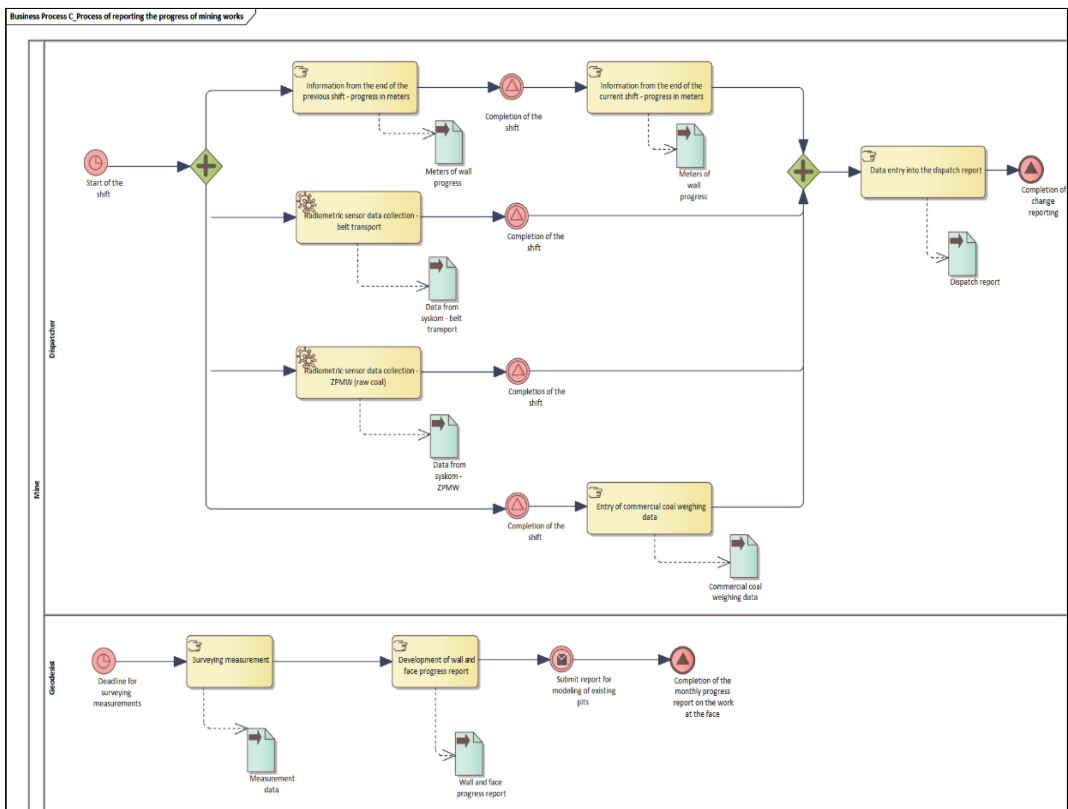 Business Process C_Process of reporting the progress of mining works
Mine
Dispatcher
Start of the
shift
Information from the end of the
previous shift - progress in meters
Meters of wall
progress
Completion of the
shift
Information from the end of the
current shift - progress in meters
Meters of
wall
progress
Data entry into the dispatch report
Dispatch report
Completion of
change
reporting
Radiometric sensor data collection -
belt transport
Data from
syskom - belt
transport
Completion of the
shift
Radiometric sensor data collection -
ZPMW (raw coal)
Data from
syskom -
ZPMW
Completion of the
shift
Completion of the
shift
Entry of commercial coal weighing
data
Commercial coal
weighing data
Geodesist
Deadline for
surveying
measurements
Surveying measurement
Measurement
data
Development of wall and
face progress report
Wall and face
progress report
Submit report for
modeling of existing
pits
Completion of the
monthly progress
report on the work
at the face